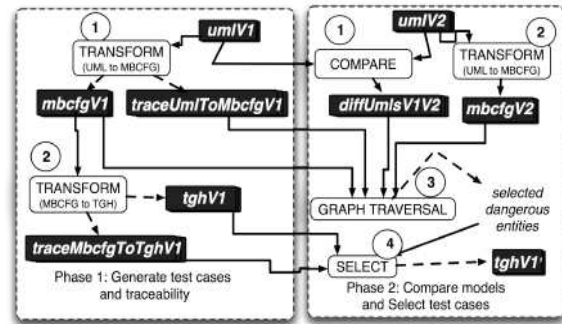 1
umlV1
TRANSFORM
(UML to MBCFG)
mbcfgV1
traceUmlToMbcfgV1
2
TRANSFORM
(MBCFG to TGH)
tghV1
traceMbcfgToTghV1
Phase 1: Generate test cases
and traceability
1
umlV2
2
COMPARE
TRANSFORM
(UML to MBCFG)
diffUmlsV1V2
mbcfgV2
3
GRAPH TRAVERSAL
selected
dangerous
entities
4
SELECT
tghV1'
Phase 2: Compare models
and Select test cases